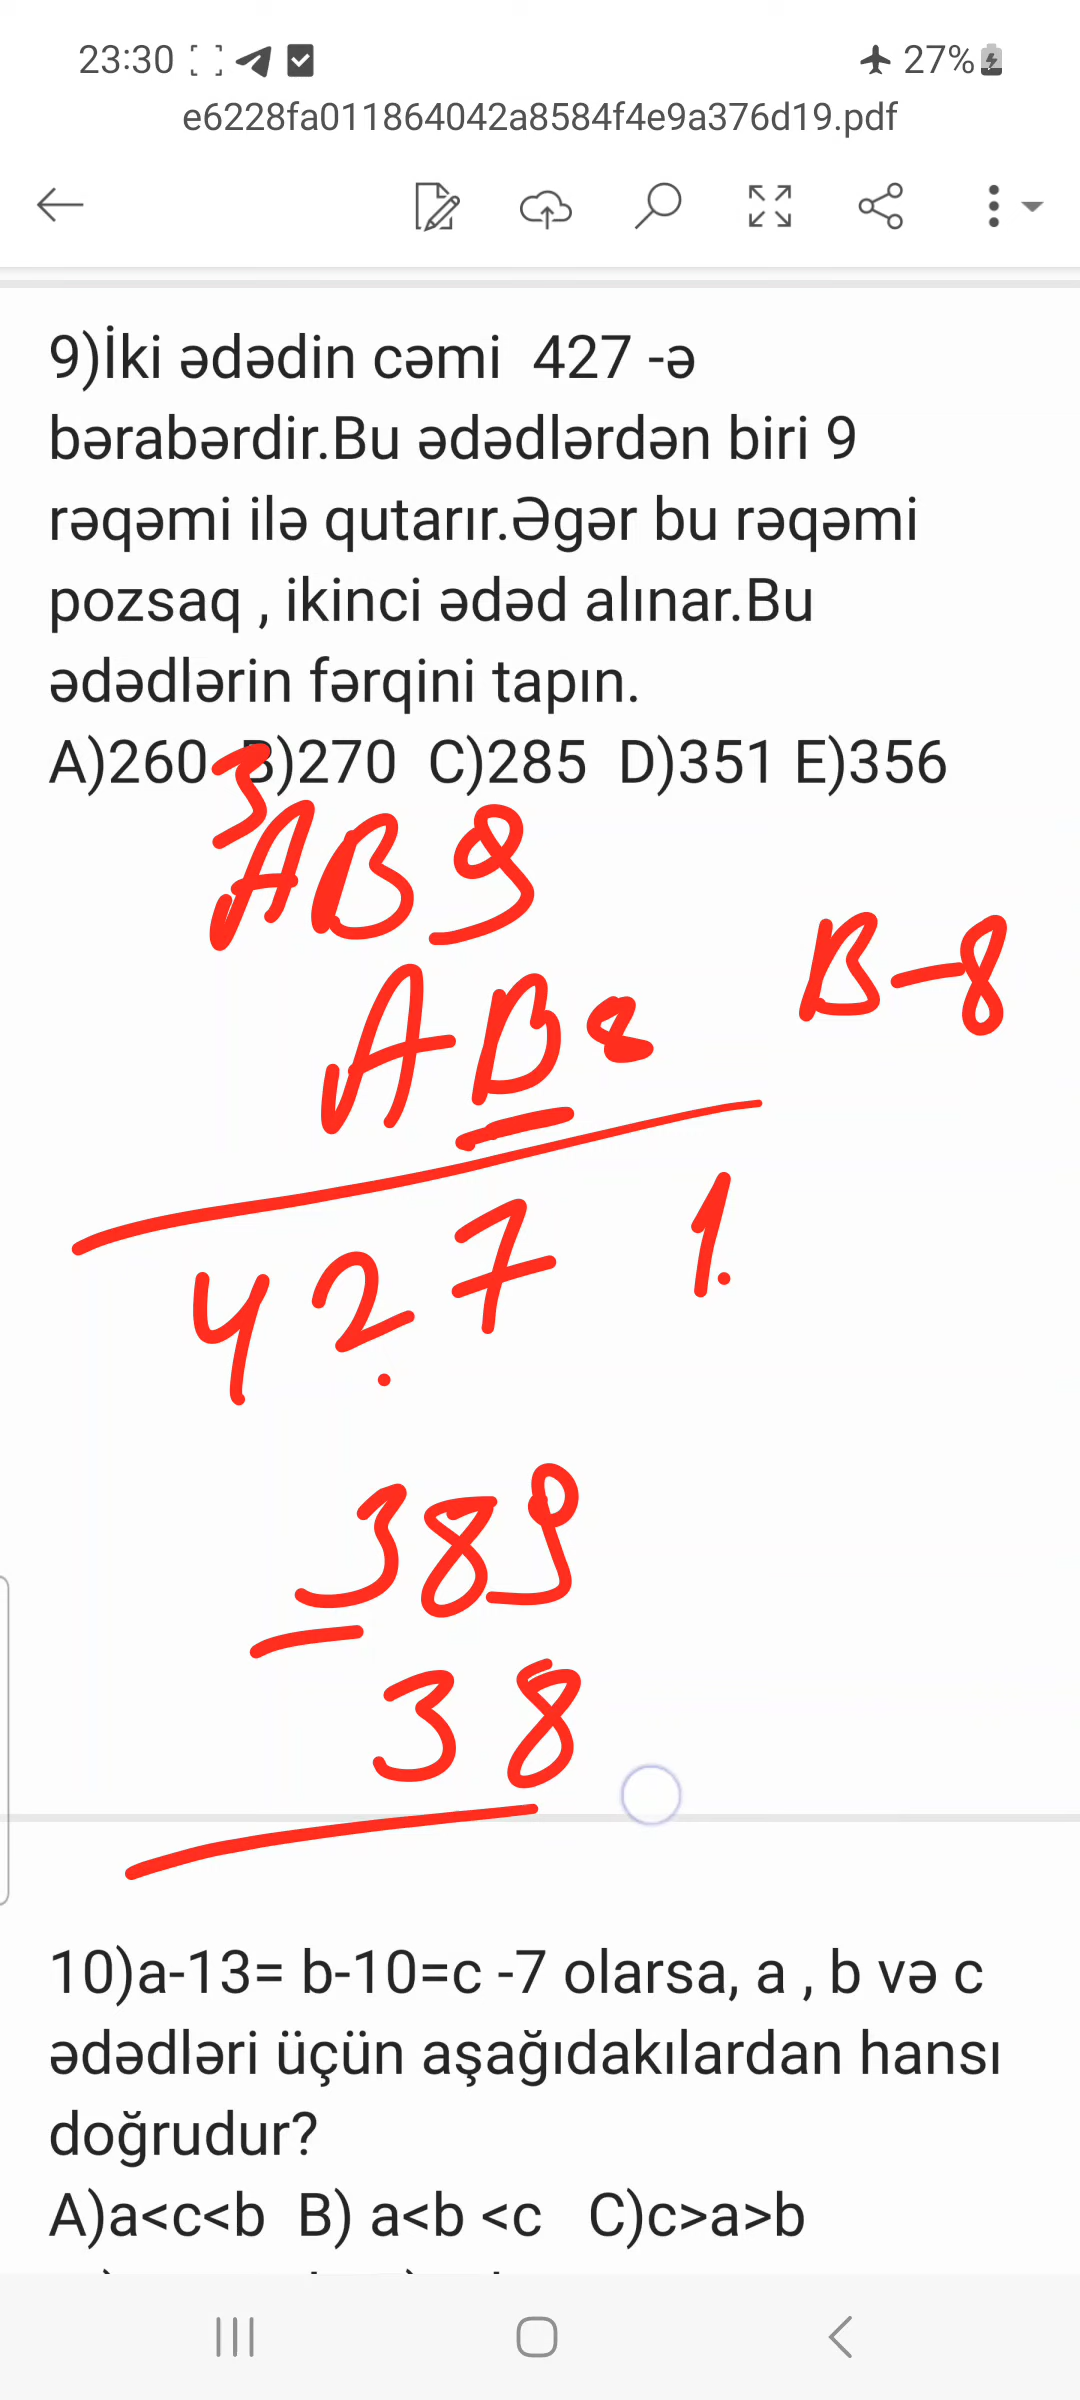 23:30 27%
e6228fa011864042a8584f4e9a376d19.pdf
9)İki ədədin cəmi 427 -ə
bərabərdir.Bu ədədlərdən biri 9
rəqəmi ilə qutarır.Əgər bu rəqəmi
pozsaq , ikinci ədəd alınar.Bu
ədədlərin fərqini tapın.
A)260 B)270 C)285 D)351 E)356
3
AB9
AB8 B-8
427 1
389
38
10)a-13= b-10=c -7 olarsa, a , b və c
ədədləri üçün aşağıdakılardan hansı
doğrudur?
A)a<c<b B) a<b <c C)c>a>b